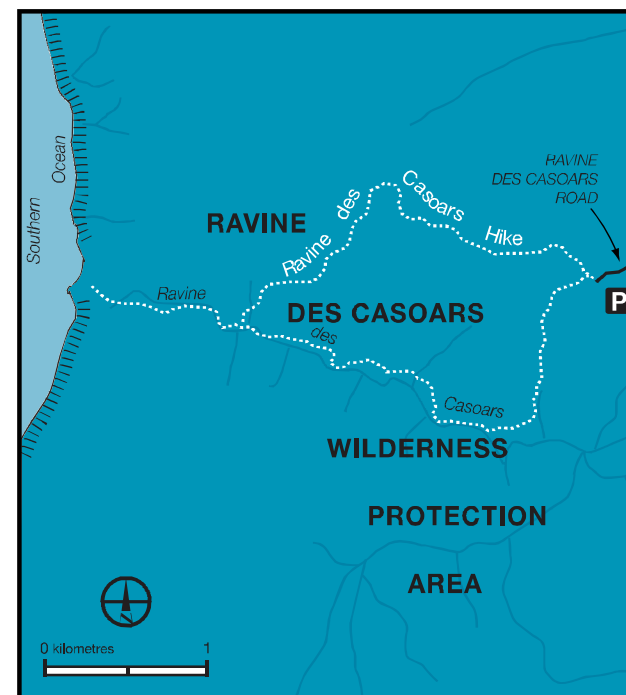 RAVINE
DES CASOARS
ROAD
Southern Ocean
Ravine des Casoars Hike
RAVINE
DES CASOARS
WILDERNESS
PROTECTION
AREA
Ravine des Casoars
P
N
0 kilometres 1